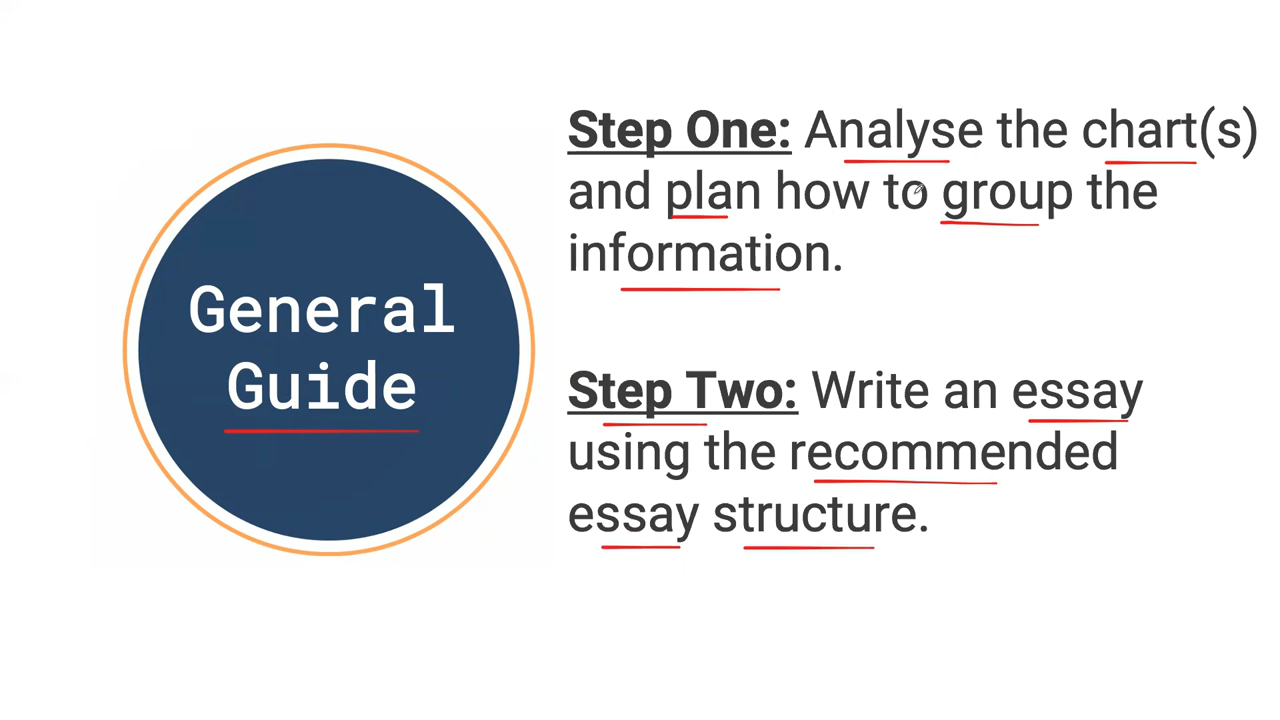 General
Guide
Step One: Analyse the chart(s)
and plan how to group the
information.
Step Two: Write an essay
using the recommended
essay structure.